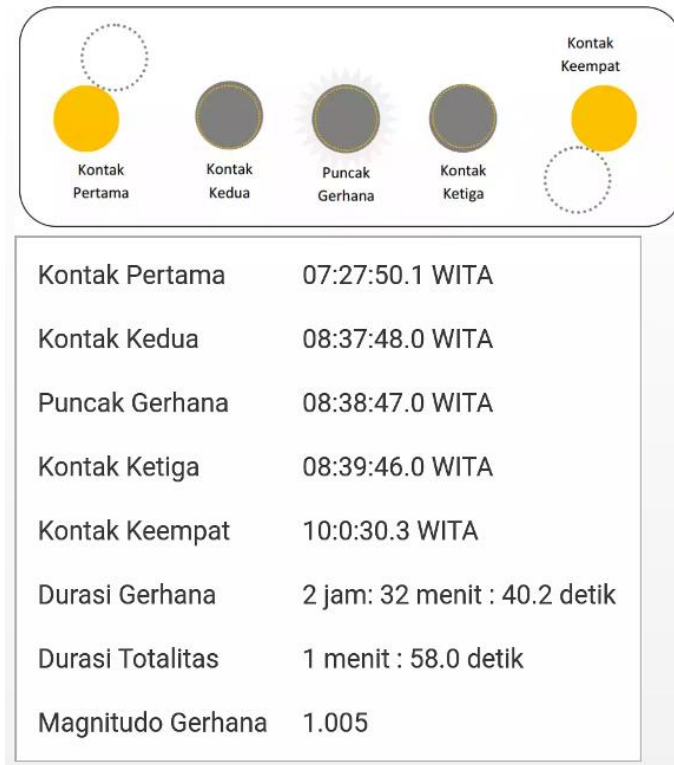 Kontak
Keempat
Kontak
Pertama
Kontak
Kedua
Puncak
Gerhana
Kontak
Ketiga
Kontak Pertama 07:27:50.1 WITA
Kontak Kedua 08:37:48.0 WITA
Puncak Gerhana 08:38:47.0 WITA
Kontak Ketiga 08:39:46.0 WITA
Kontak Keempat 10:0:30.3 WITA
Durasi Gerhana 2 jam: 32 menit : 40.2 detik
Durasi Totalitas 1 menit : 58.0 detik
Magnitudo Gerhana 1.005